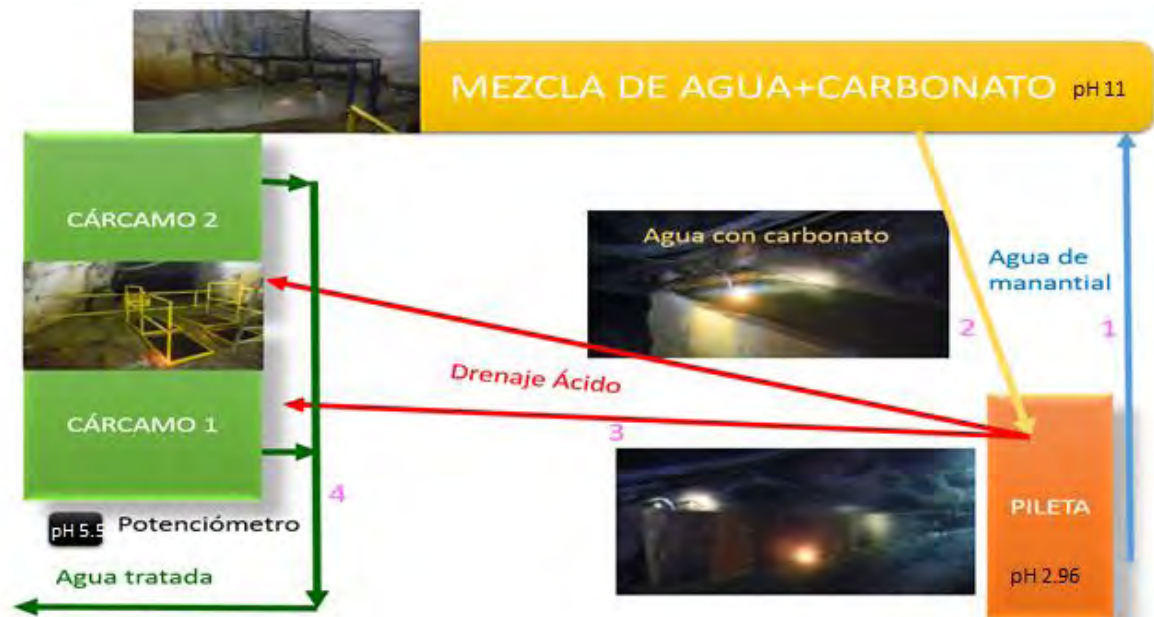 MEZCLA DE AGUA+CARBONATO pH 11
CÁRCAMO 2
Agua con carbonato
Agua de
manantial
2
1
Drenaje Ácido
CÁRCAMO 1
3
4
PILETA
pH 5.5
Potenciómetro
pH 2.96
Agua tratada